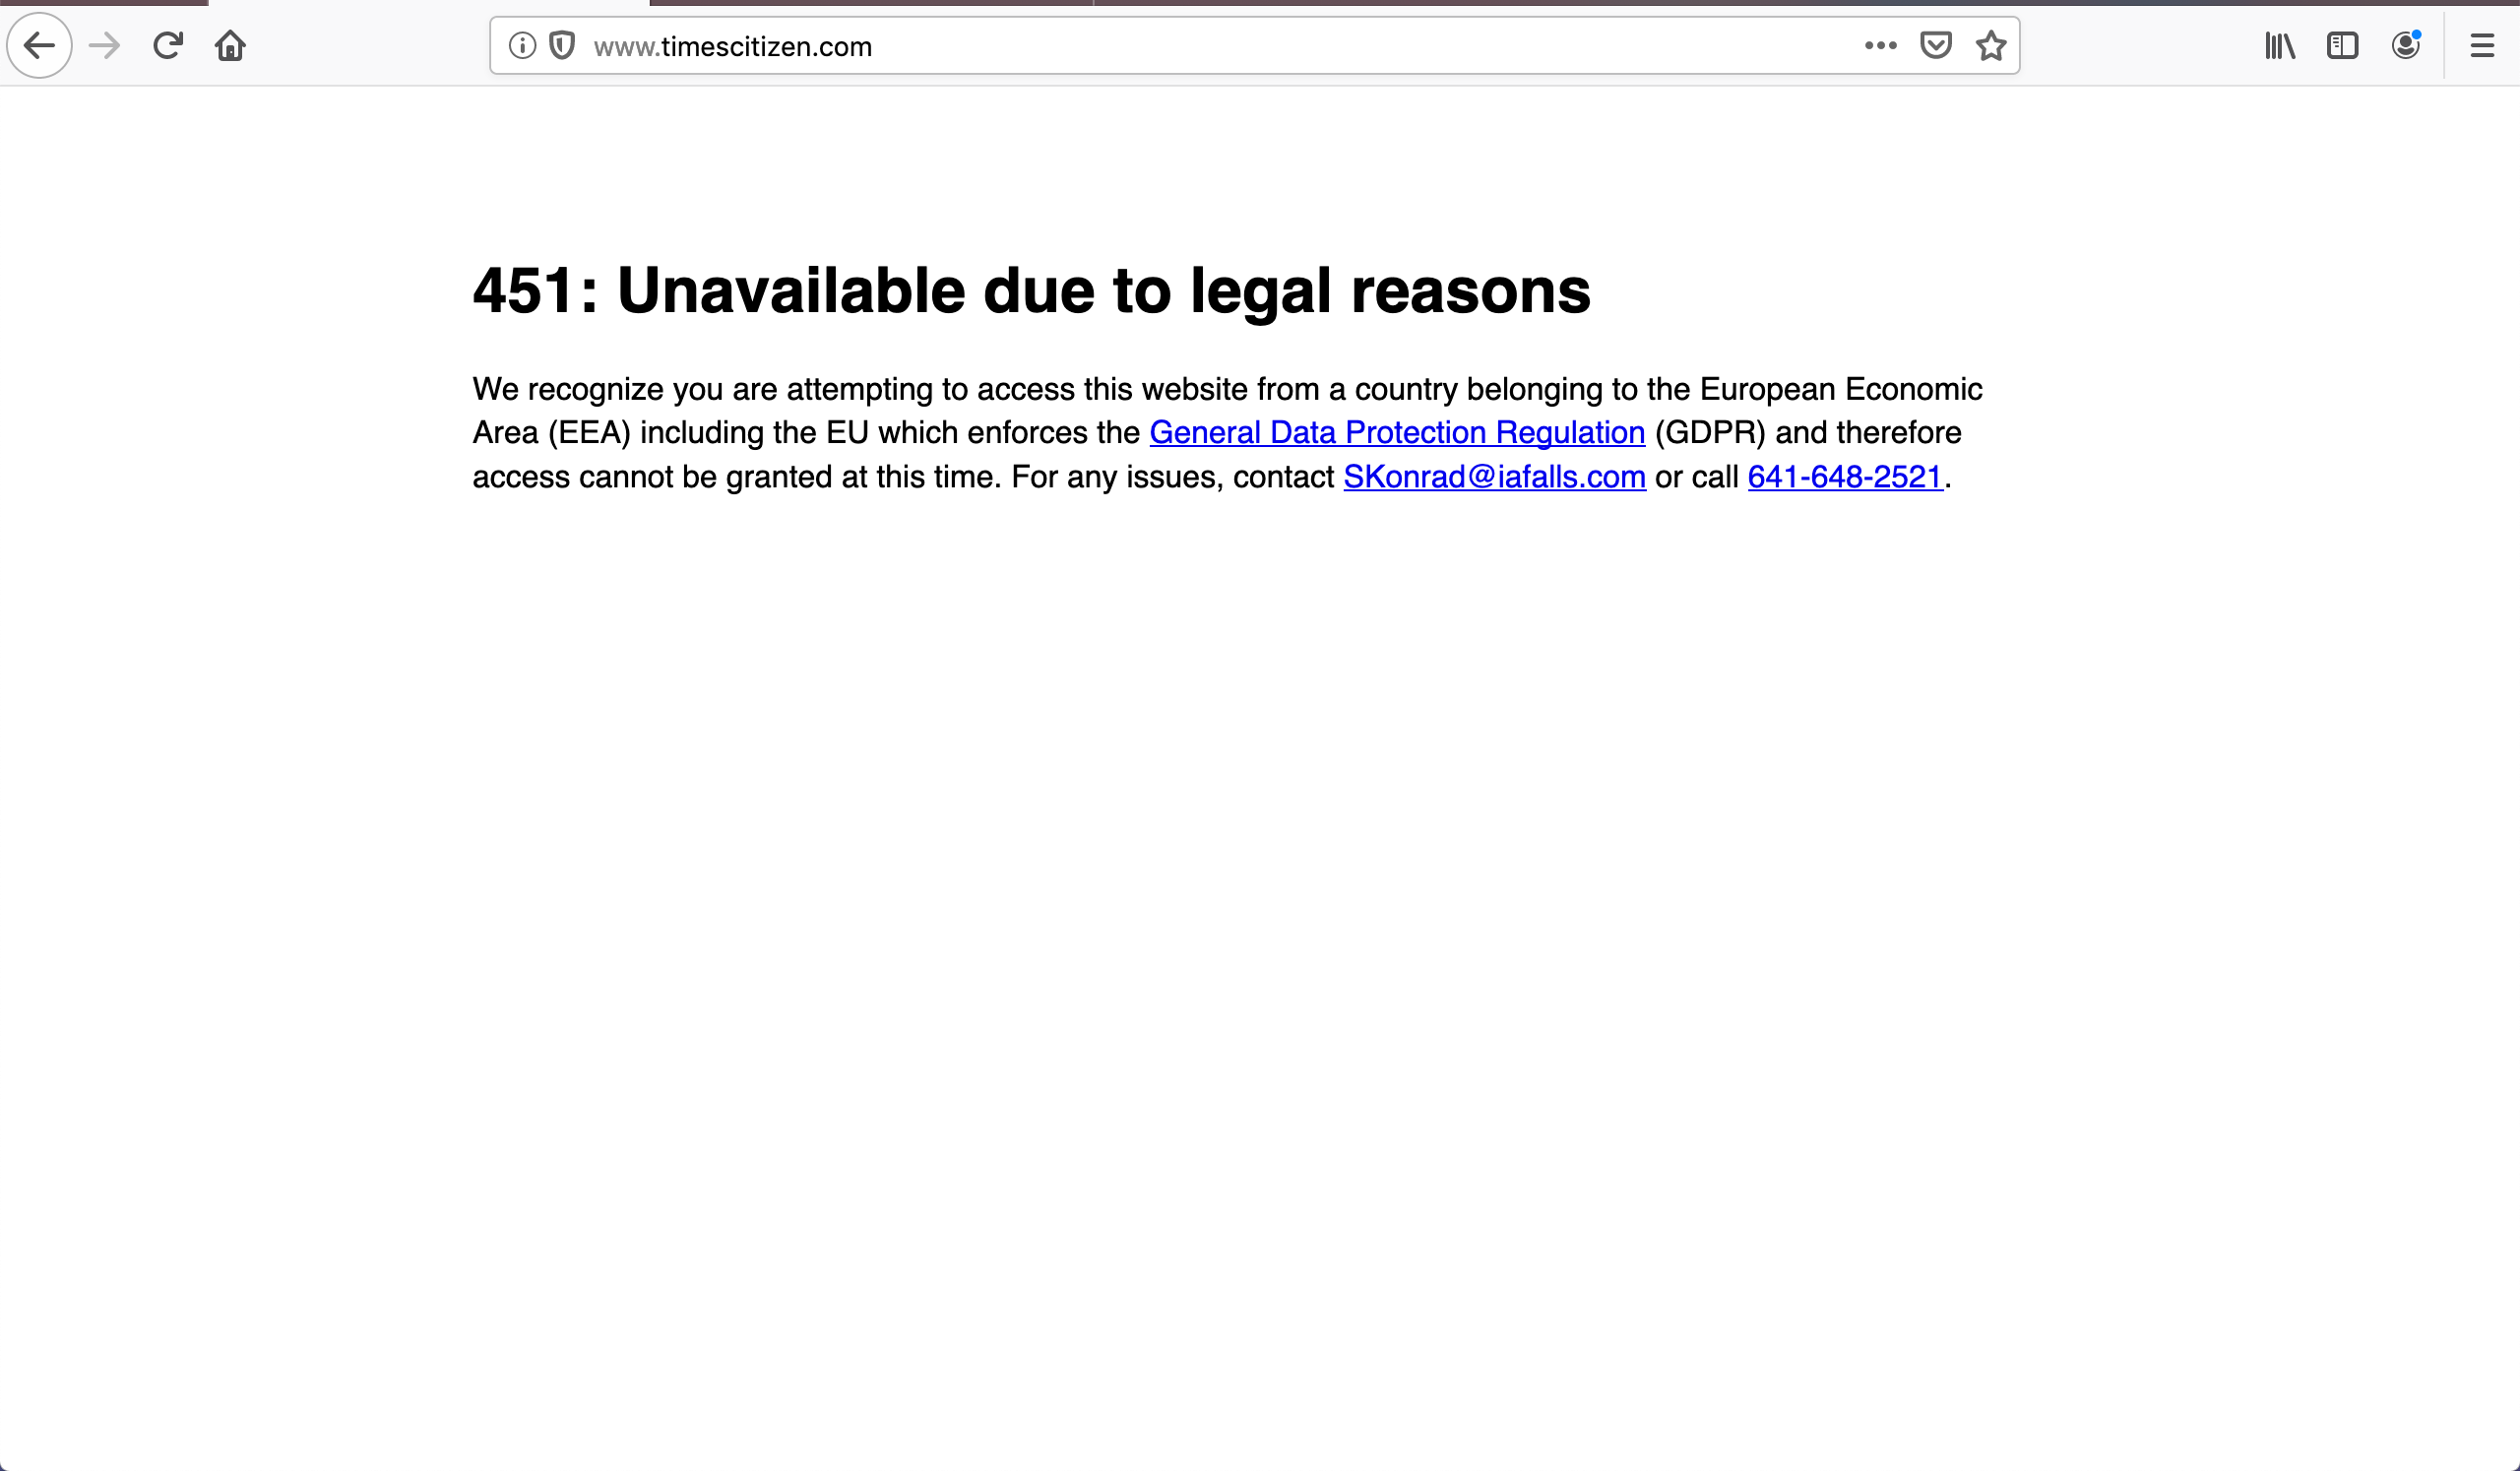 www.timescitizen.com
451: Unavailable due to legal reasons
We recognize you are attempting to access this website from a country belonging to the European Economic
Area (EEA) including the EU which enforces the General Data Protection Regulation (GDPR) and therefore
access cannot be granted at this time. For any issues, contact SKonrad@iafalls.com or call 641-648-2521.